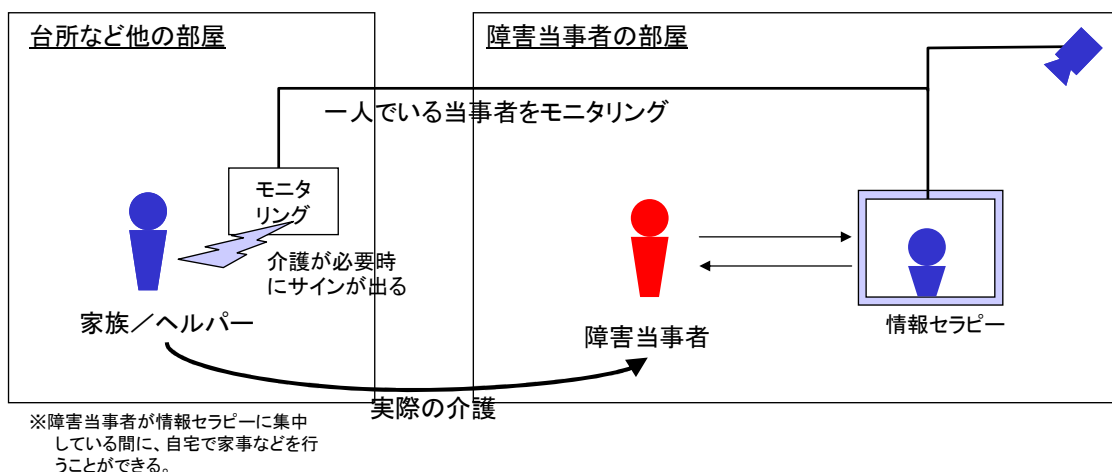 台所など他の部屋
障害当事者の部屋
一人でいる当事者をモニタリング
モニタ
リング
介護が必要時
にサインが出る
家族／ヘルパー
障害当事者
情報セラピー
実際の介護
※障害当事者が情報セラピーに集中
している間に、自宅で家事などを行
うことができる。